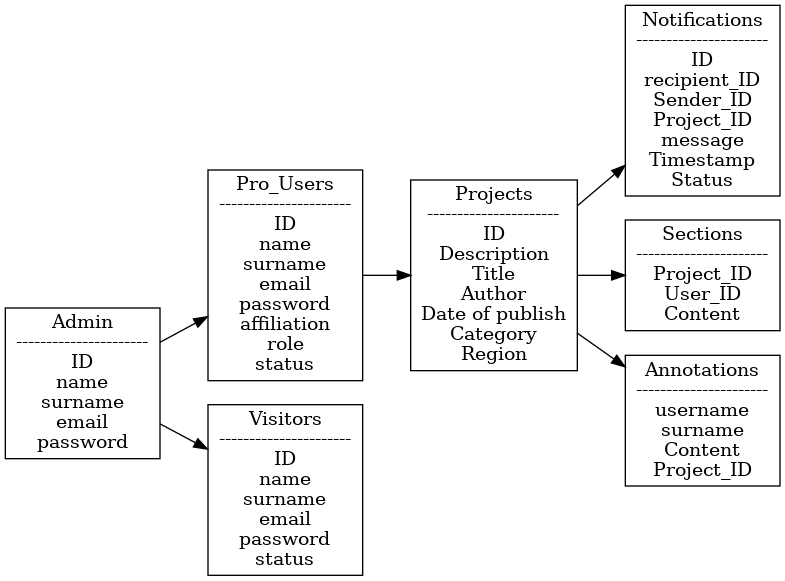 Admin
----------------------
ID
name
surname
email
password
Pro_Users
----------------------
ID
name
surname
email
password
affiliation
role
status
Visitors
----------------------
ID
name
surname
email
password
status
Projects
----------------------
ID
Description
Title
Author
Date of publish
Category
Region
Notifications
----------------------
ID
recipient_ID
Sender_ID
Project_ID
message
Timestamp
Status
Sections
----------------------
Project_ID
User_ID
Content
Annotations
----------------------
username
surname
Content
Project_ID